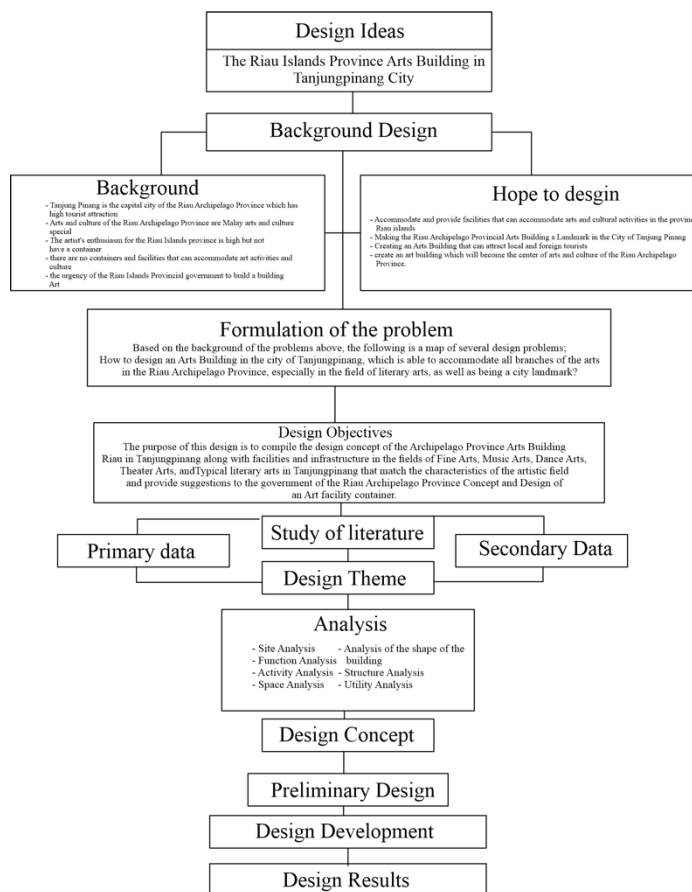 Design Ideas
The Riau Islands Province Arts Building in
Tanjungpinang City
Background Design
Background
- Tanjung Pinang is the capital city of the Riau Archipelago Province which has
high tourist attraction
- Arts and culture of the Riau Archipelago Province are Malay arts and culture
special
- The artist's enthusiasm for the Riau Islands province is high but not
have a container
- there are no containers and facilities that can accommodate art activities and
culture
- the urgency of the Riau Islands Provincial government to build a building
Art
Hope to desgin
- Accommodate and provide facilities that can accommodate arts and cultural activities in the province
Riau islands
- Making the Riau Archipelago Provincial Arts Building a Landmark in the City of Tanjung Pinang
- Creating an Arts Building that can attract local and foreign tourists
- create an art building which will become the center of arts and culture of the Riau Archipelago
Province.
Formulation of the problem
Based on the background of the problems above, the following is a map of several design problems;
How to design an Arts Building in the city of Tanjungpinang, which is able to accommodate all branches of the arts
in the Riau Archipelago Province, especially in the field of literary arts, as well as being a city landmark?
Design Objectives
The purpose of this design is to compile the design concept of the Archipelago Province Arts Building
Riau in Tanjungpinang along with facilities and infrastructure in the fields of Fine Arts, Music Arts, Dance Arts,
Theater Arts, andTypical literary arts in Tanjungpinang that match the characteristics of the artistic field
and provide suggestions to the government of the Riau Archipelago Province Concept and Design of
an Art facility container.
Study of literature
Primary data
Secondary Data
Design Theme
Analysis
- Site Analysis
- Function Analysis
- Activity Analysis
- Space Analysis
- Analysis of the shape of the
building
- Structure Analysis
- Utility Analysis
Design Concept
Preliminary Design
Design Development
Design Results